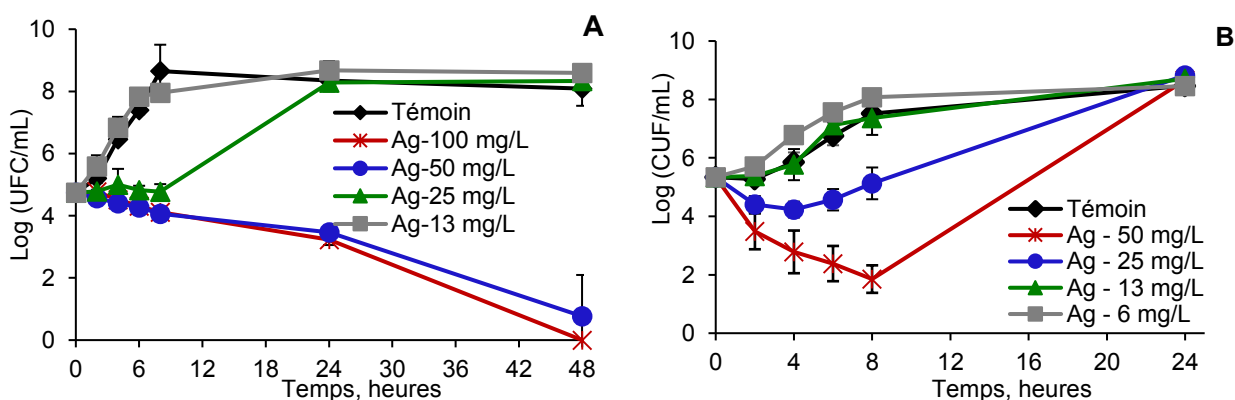 A
Log (UFC/mL)
10
8
6
4
2
0
0 6 12 18 24 30 36 42 48
Temps, heures
Témoin
Ag-100 mg/L
Ag-50 mg/L
Ag-25 mg/L
Ag-13 mg/L
B
Log (CUF/mL)
10
8
6
4
2
0
0 4 8 12 16 20 24
Temps, heures
Témoin
Ag - 50 mg/L
Ag - 25 mg/L
Ag - 13 mg/L
Ag - 6 mg/L